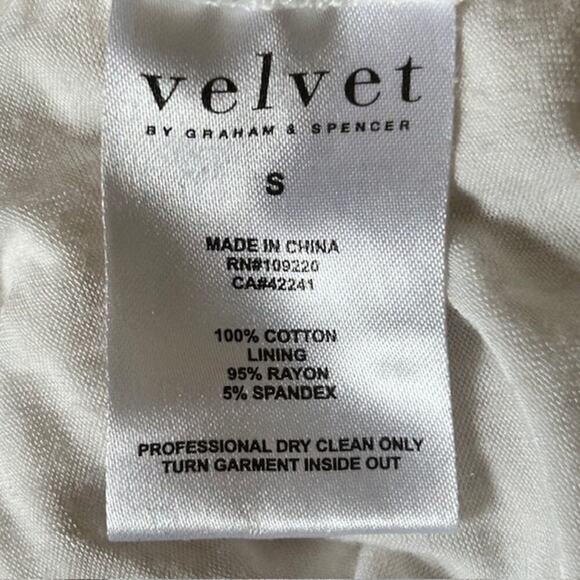 velvet
BY GRAHAM & SPENCER
S
MADE IN CHINA
RN#109220
CA#42241
100% COTTON
LINING
95% RAYON
5% SPANDEX
PROFESSIONAL DRY CLEAN ONLY
TURN GARMENT INSIDE OUT